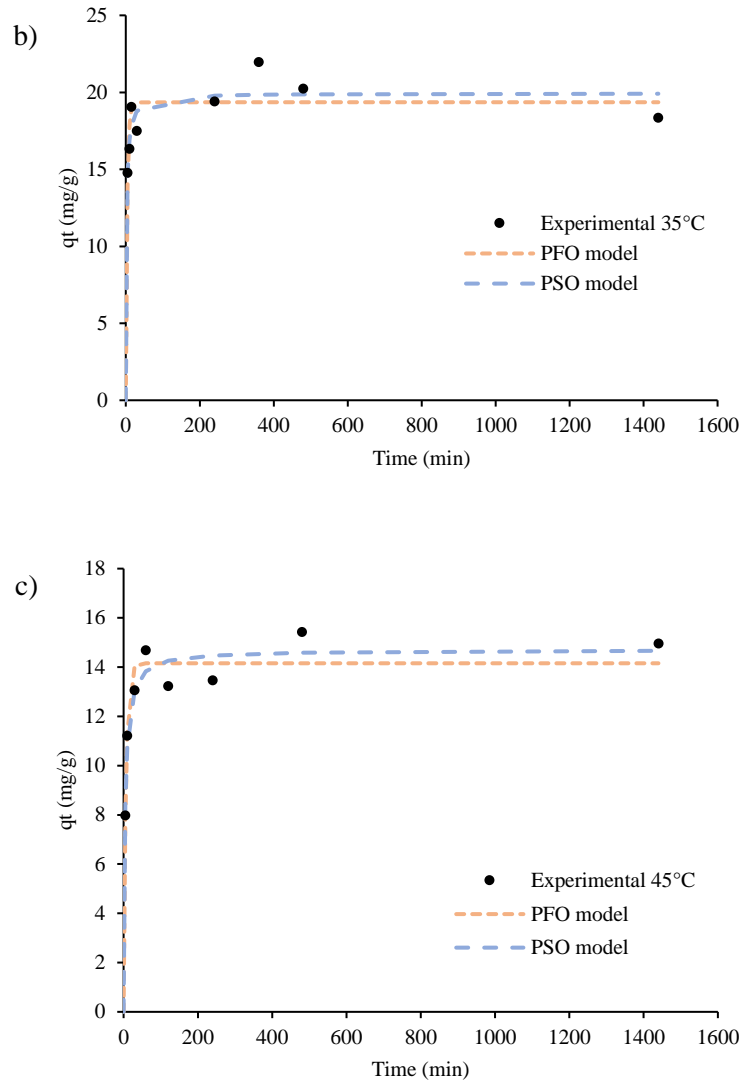 b)
25
20
15
10
5
0
qt (mg/g)
Experimental 35°C
PFO model
PSO model
0 200 400 600 800 1000 1200 1400 1600
Time (min)
c)
18
16
14
12
10
8
6
4
2
0
qt (mg/g)
Experimental 45°C
PFO model
PSO model
0 200 400 600 800 1000 1200 1400 1600
Time (min)